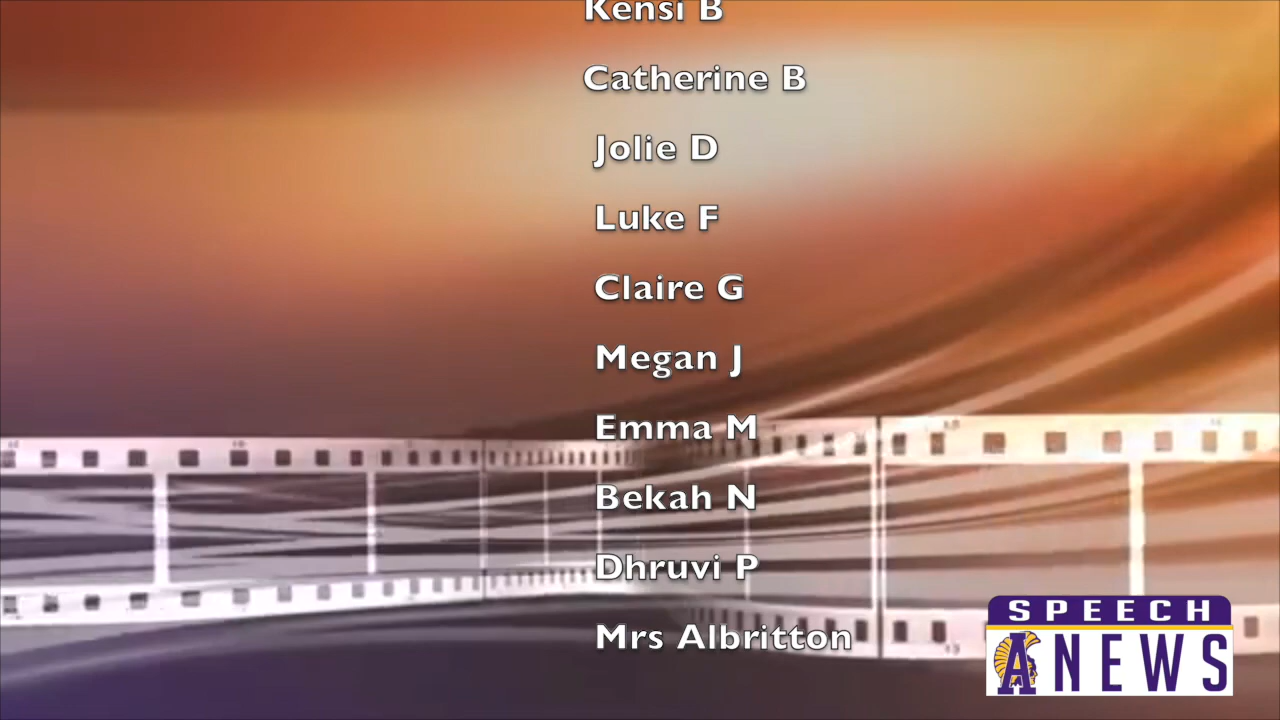 Kensi B
Catherine B
Jolie D
Luke F
Claire G
Megan J
Emma M
Bekah N
Dhruvi P
Mrs Albritton
SPEECH
A NEWS